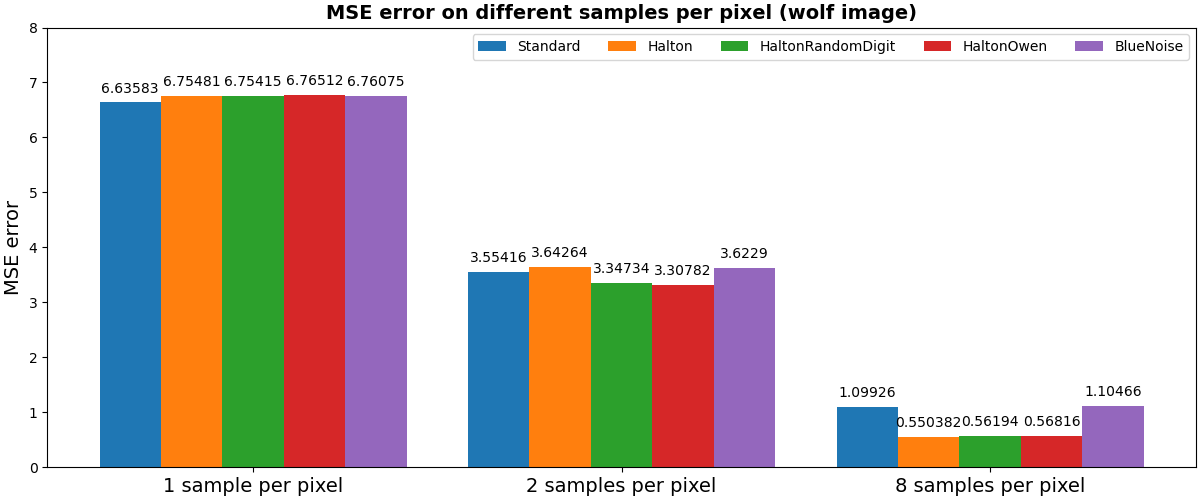 MSE error on different samples per pixel (wolf image)
Standard Halton HaltonRandomDigit HaltonOwen BlueNoise
MSE error
8
7
6
5
4
3
2
1
0
6.63583 6.75481 6.75415 6.76512 6.76075
3.55416 3.64264 3.34734 3.30782 3.6229
1.09926 0.550382 0.56194 0.56816 1.10466
1 sample per pixel 2 samples per pixel 8 samples per pixel